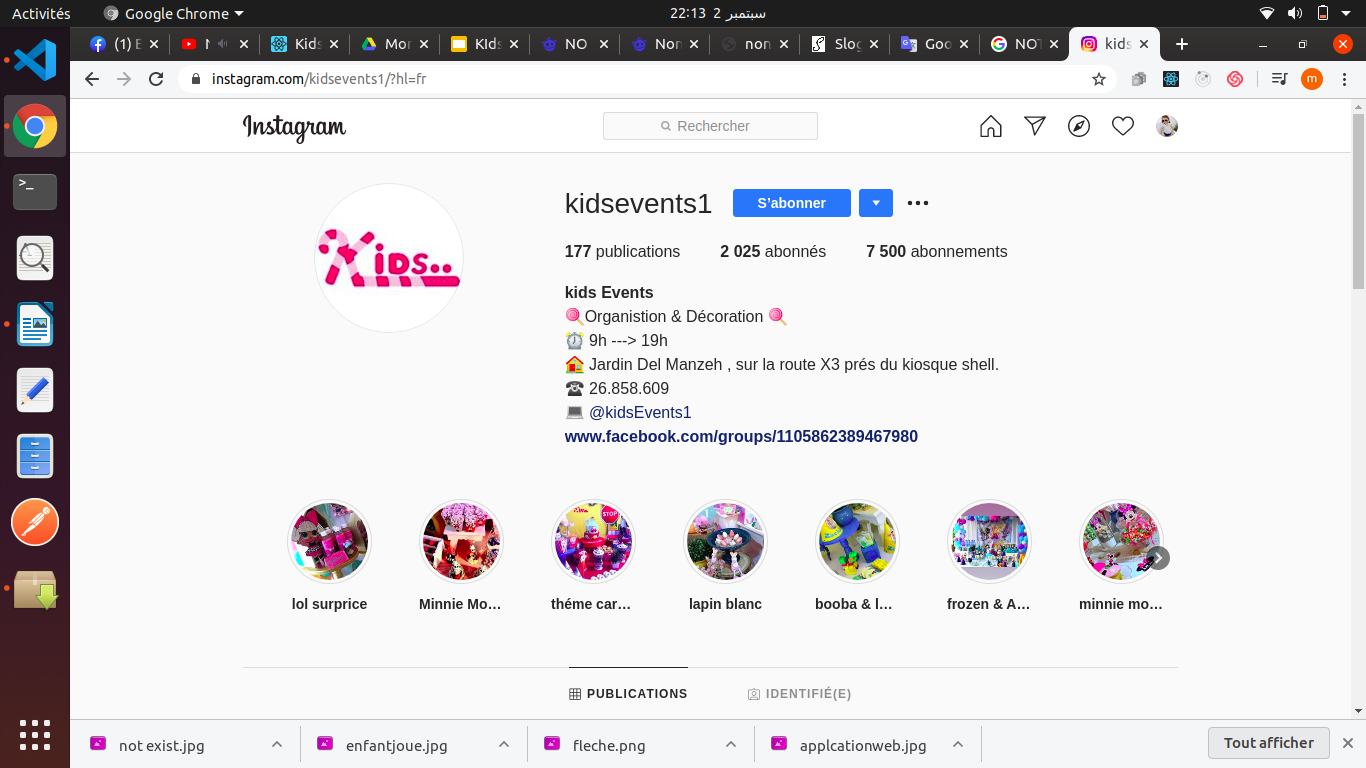 Activités Google Chrome 22:13 2 سبتمبر
(1) E Kids Mor KIds NO Non non Slog Goo NOT kids
instagram.com/kidsevents1/?hl=fr m
Instagram Rechercher
kidsevents1 S'abonner
177 publications 2 025 abonnés 7 500 abonnements
KiDS..
kids Events
🍭Organistion & Décoration 🍭
⏰ 9h ---> 19h
🏠 Jardin Del Manzeh , sur la route X3 prés du kiosque shell.
☎ 26.858.609
💻 @kidsEvents1
www.facebook.com/groups/1105862389467980
STOP
lol surprice Minnie Mo… théme car… lapin blanc booba & l… frozen & A… minnie mo…
PUBLICATIONS IDENTIFIÉ(E)
not exist.jpg enfantjoue.jpg fleche.png applcationweb.jpg Tout afficher